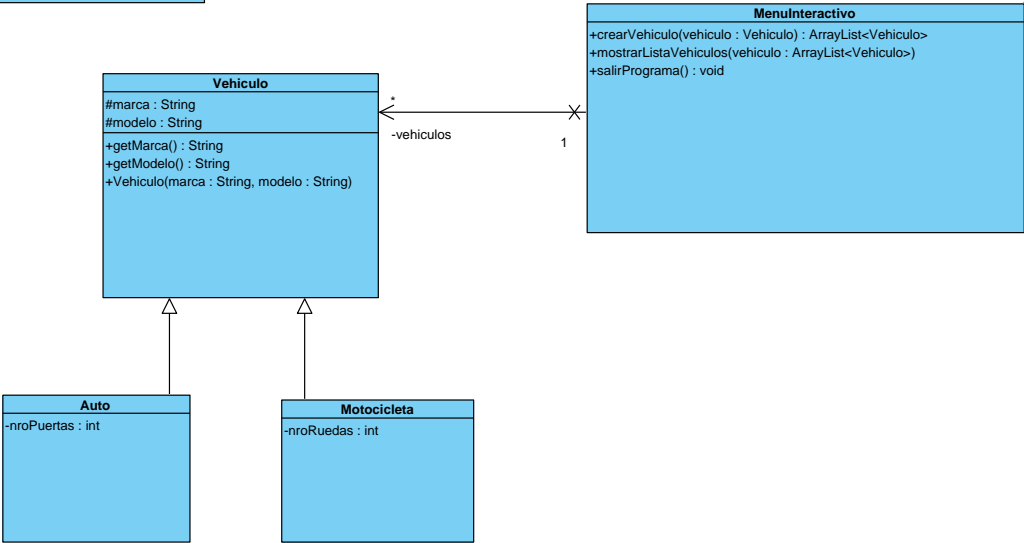 MenuInteractivo
+crearVehiculo(vehiculo : Vehiculo) : ArrayList<Vehiculo>
+mostrarListaVehiculos(vehiculo : ArrayList<Vehiculo>)
+salirPrograma() : void
Vehiculo
#marca : String
#modelo : String
+getMarca() : String
+getModelo() : String
+Vehiculo(marca : String, modelo : String)
*
-vehiculos
1
Auto
-nroPuertas : int
Motocicleta
-nroRuedas : int